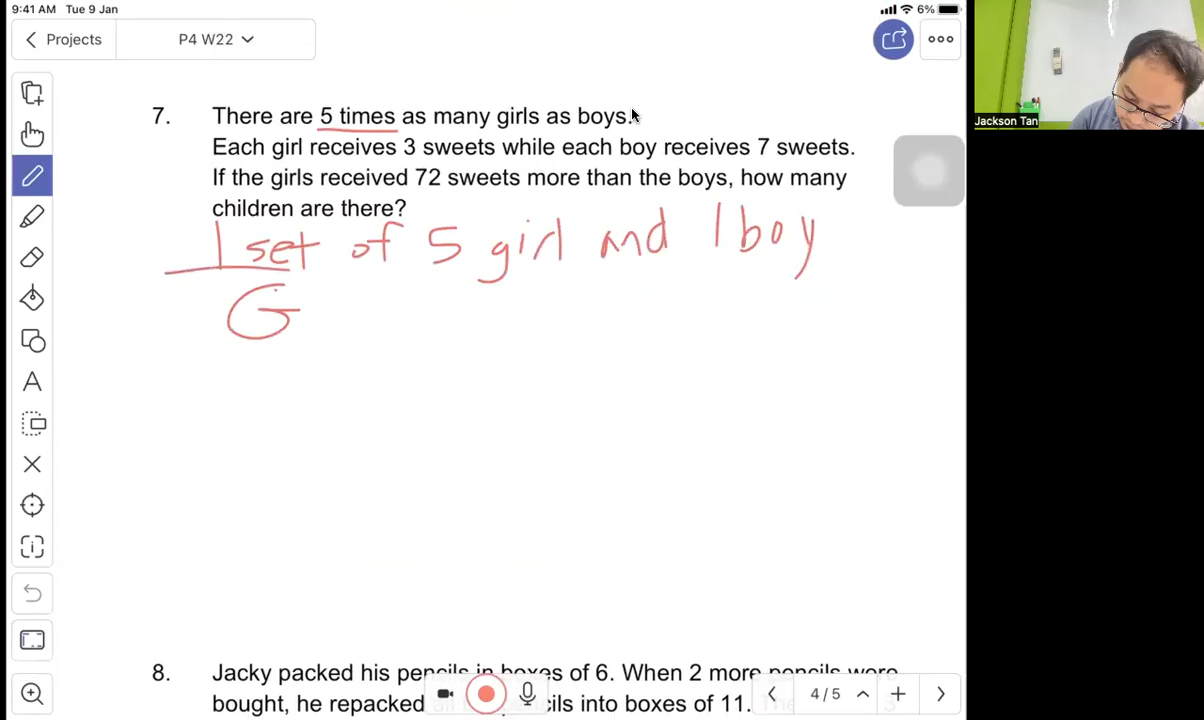 9:41 AM Tue 9 Jan
6%
Projects
P4 W22
Jackson Tan
7. There are 5 times as many girls as boys.
Each girl receives 3 sweets while each boy receives 7 sweets.
If the girls received 72 sweets more than the boys, how many
children are there?
1 set of 5 girl and 1 boy
G
A
8. Jacky packed his pencils in boxes of 6. When 2 more pencils were
bought, he repacked all into boxes of 11.
4/5